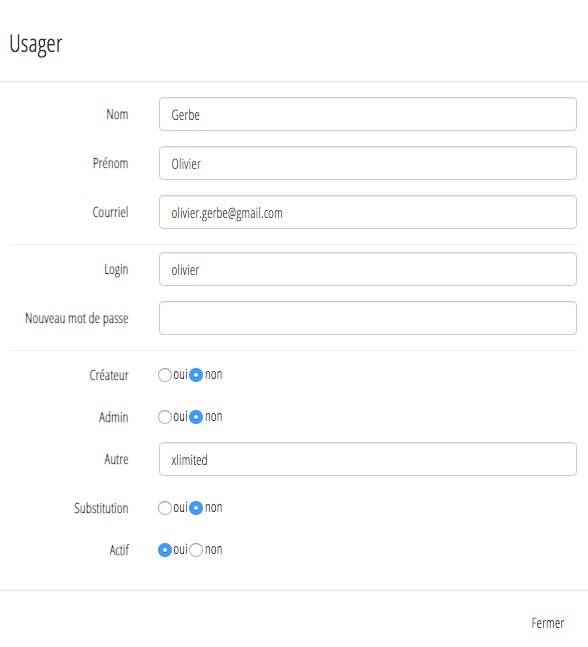 Usager
Nom Gerbe
Prénom Olivier
Courriel olivier.gerbe@gmail.com
Login olivier
Nouveau mot de passe
Créateur oui non
Admin oui non
Autre xlimited
Substitution oui non
Actif oui non
Fermer